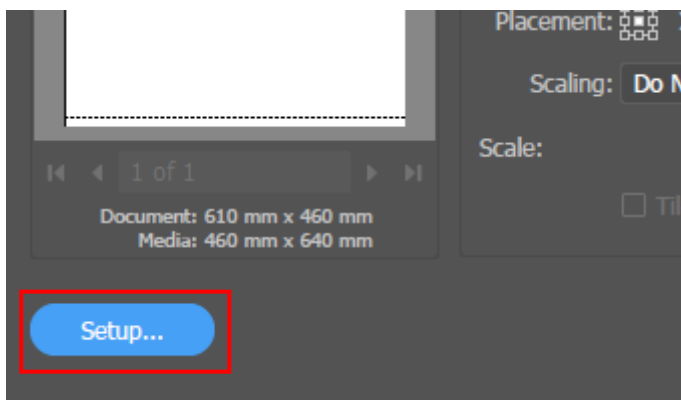 Placement:
Scaling: Do N
Scale:
1 of 1
Til
Document: 610 mm x 460 mm
Media: 460 mm x 640 mm
Setup...